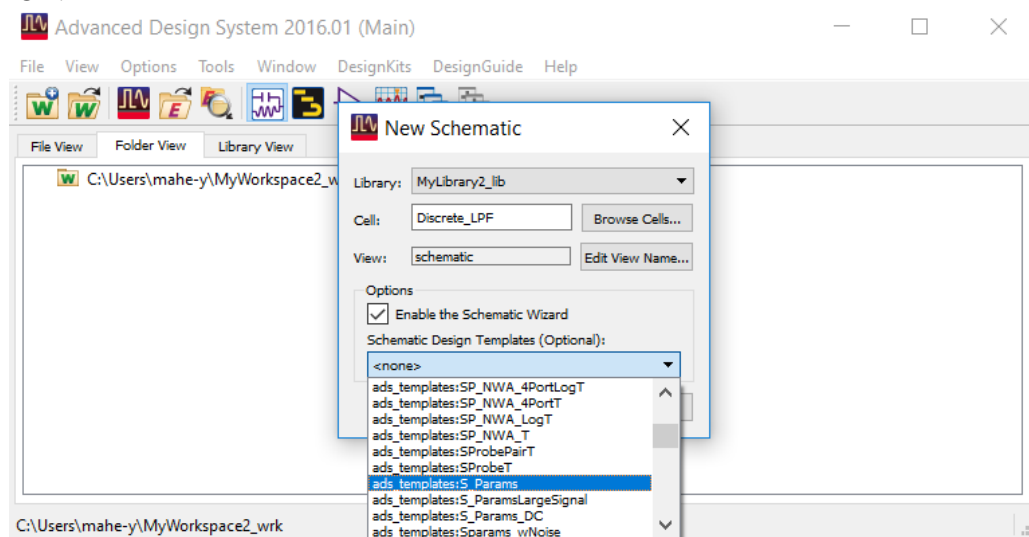 Advanced Design System 2016.01 (Main)
File View Options Tools Window DesignKits DesignGuide Help
File View Folder View Library View
C:\Users\mahe-y\MyWorkspace2_w
New Schematic
Library: MyLibrary2_lib
Cell: Discrete_LPF Browse Cells...
View: schematic Edit View Name...
Options
Enable the Schematic Wizard
Schematic Design Templates (Optional):
<none>
ads_templates:SP_NWA_4PortLogT
ads_templates:SP_NWA_4PortT
ads_templates:SP_NWA_LogT
ads_templates:SP_NWA_T
ads_templates:SProbePairT
ads_templates:SProbeT
ads_templates:S_Params
ads_templates:S_ParamsLargeSignal
ads_templates:S_Params_DC
ads_templates:Sparams_wNoise
C:\Users\mahe-y\MyWorkspace2_wrk